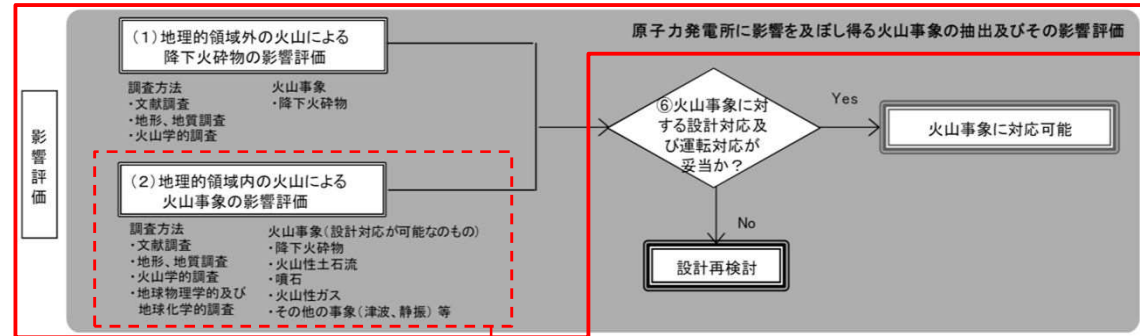 原子力発電所に影響を及ぼし得る火山事象の抽出及びその影響評価
影響評価
(1)地理的領域外の火山による
降下火砕物の影響評価
調査方法
・文献調査
・地形、地質調査
・火山学的調査
火山事象
・降下火砕物
(2)地理的領域内の火山による
火山事象の影響評価
調査方法
・文献調査
・地形、地質調査
・火山学的調査
・地球物理学的及び
地球化学的調査
火山事象(設計対応が可能なのもの)
・降下火砕物
・火山性土石流
・噴石
・火山性ガス
・その他の事象(津波、静振) 等
⑥火山事象に対
する設計対応及
び運転対応が
妥当か?
Yes
火山事象に対応可能
No
設計再検討